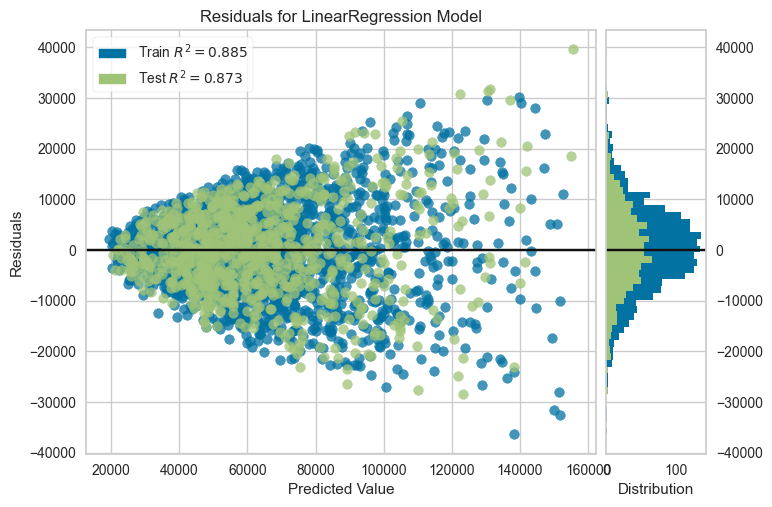 Residuals for LinearRegression Model
Train R² = 0.885
Test R² = 0.873
40000
30000
20000
10000
0
−10000
−20000
−30000
−40000
Residuals
20000 40000 60000 80000 100000 120000 140000 160000
Predicted Value
40000
30000
20000
10000
0
−10000
−20000
−30000
−40000
0 100
Distribution